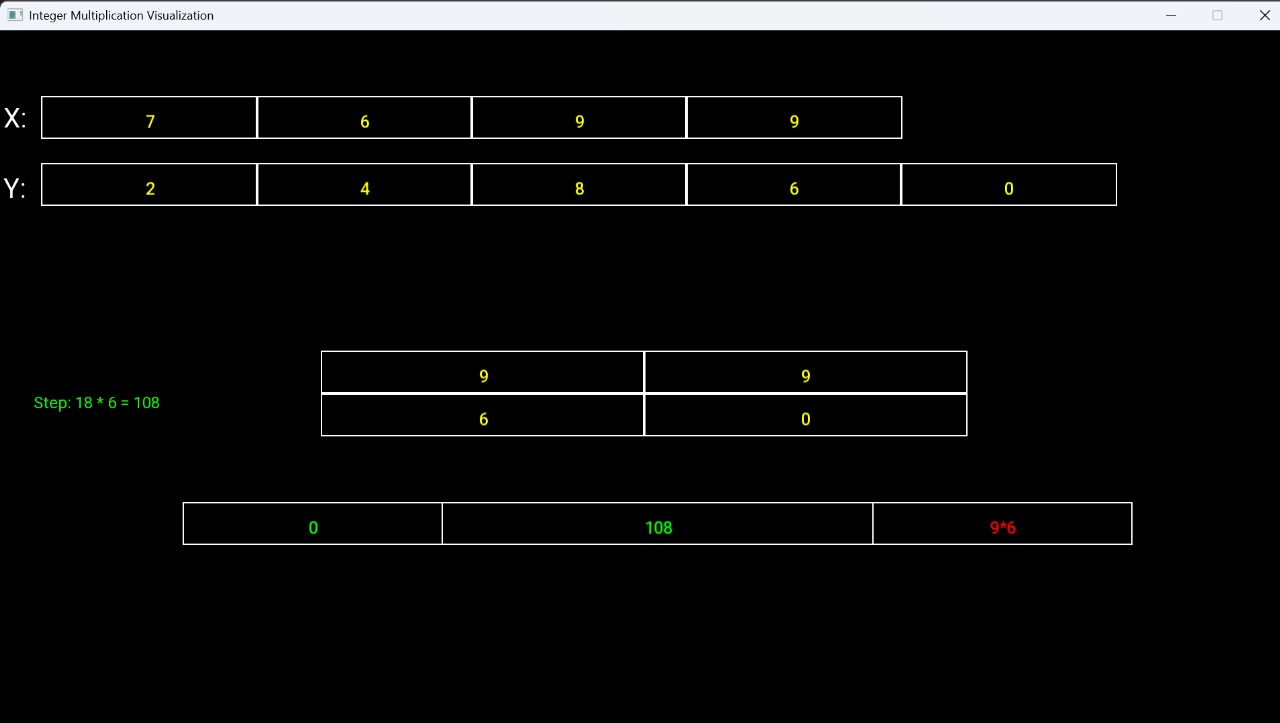 Integer Multiplication Visualization
X: 7 6 9 9
Y: 2 4 8 6 0
9 9
Step: 18 * 6 = 108
6 0
0 108 9*6